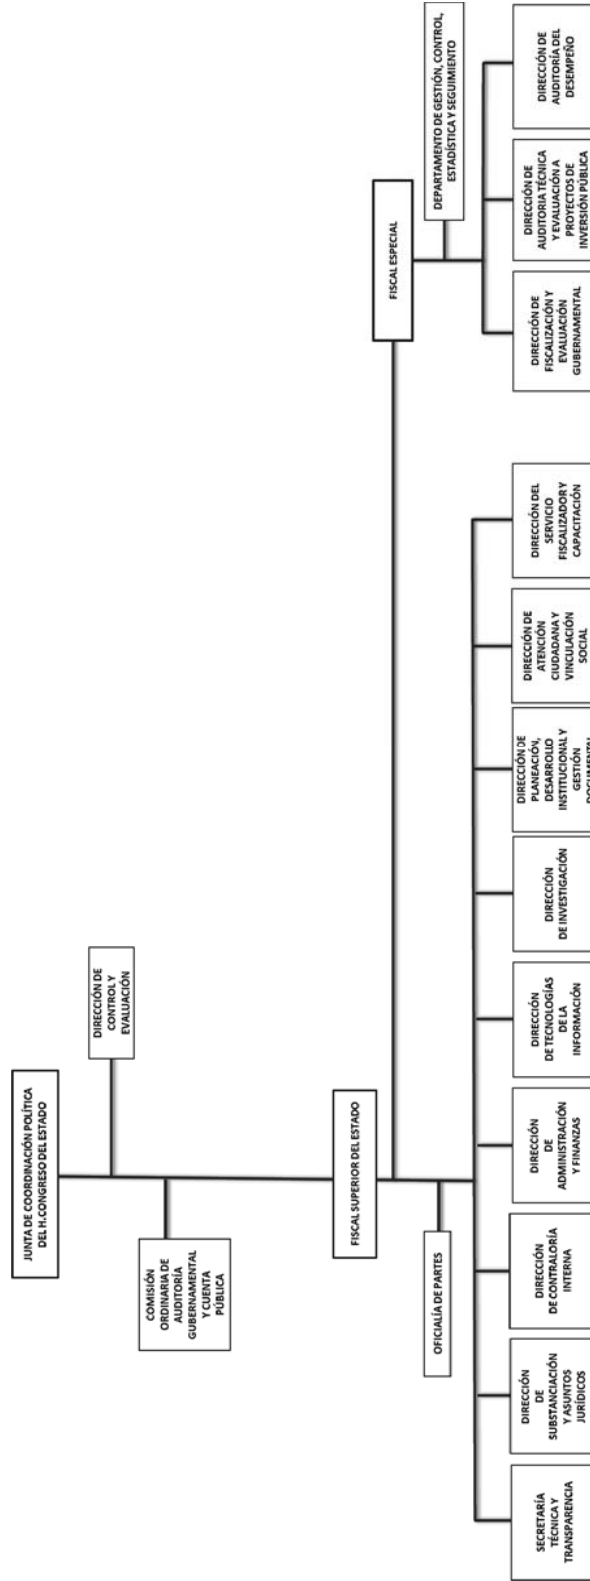 JUNTA DE COORDINACIÓN POLÍTICA
DEL H.CONGRESO DEL ESTADO
DIRECCIÓN DE
CONTROL Y
EVALUACIÓN
COMISIÓN
ORDINARIA DE
AUDITORÍA
GUBERNAMENTAL
Y CUENTA
PÚBLICA
FISCAL SUPERIOR DEL ESTADO
FISCAL ESPECIAL
OFICIALÍA DE PARTES
DEPARTAMENTO DE GESTIÓN, CONTROL,
ESTADÍSTICA Y SEGUIMIENTO
SECRETARÍA
TÉCNICA Y
TRANSPARENCIA
DIRECCIÓN
DE
SUBSTANCIACIÓN
Y ASUNTOS
JURÍDICOS
DIRECCIÓN
DE CONTRALORÍA
INTERNA
DIRECCIÓN
DE
ADMINISTRACIÓN
Y FINANZAS
DIRECCIÓN
DE TECNOLOGÍAS
DE LA
INFORMACIÓN
DIRECCIÓN
DE INVESTIGACIÓN
DIRECCIÓN DE
PLANEACIÓN,
DESARROLLO
INSTITUCIONAL Y
GESTIÓN
DOCUMENTAL
DIRECCIÓN DE
ATENCIÓN
CIUDADANA Y
VINCULACIÓN
SOCIAL
DIRECCIÓN DEL
SERVICIO
FISCALIZADOR Y
CAPACITACIÓN
DIRECCIÓN DE
FISCALIZACIÓN Y
EVALUACIÓN
GUBERNAMENTAL
DIRECCIÓN DE
AUDITORIA TÉCNICA
Y EVALUACIÓN A
PROYECTOS DE
INVERSIÓN PÚBLICA
DIRECCIÓN DE
AUDITORÍA DEL
DESEMPEÑO